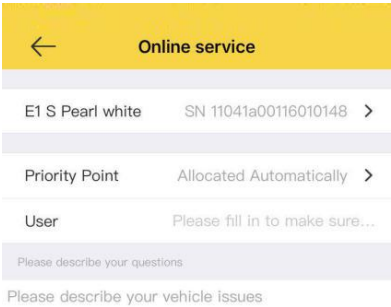 Online service
E1 S Pearl white SN 11041a00116010148 >
Priority Point Allocated Automatically >
User Please fill in to make sure...
Please describe your questions
Please describe your vehicle issues